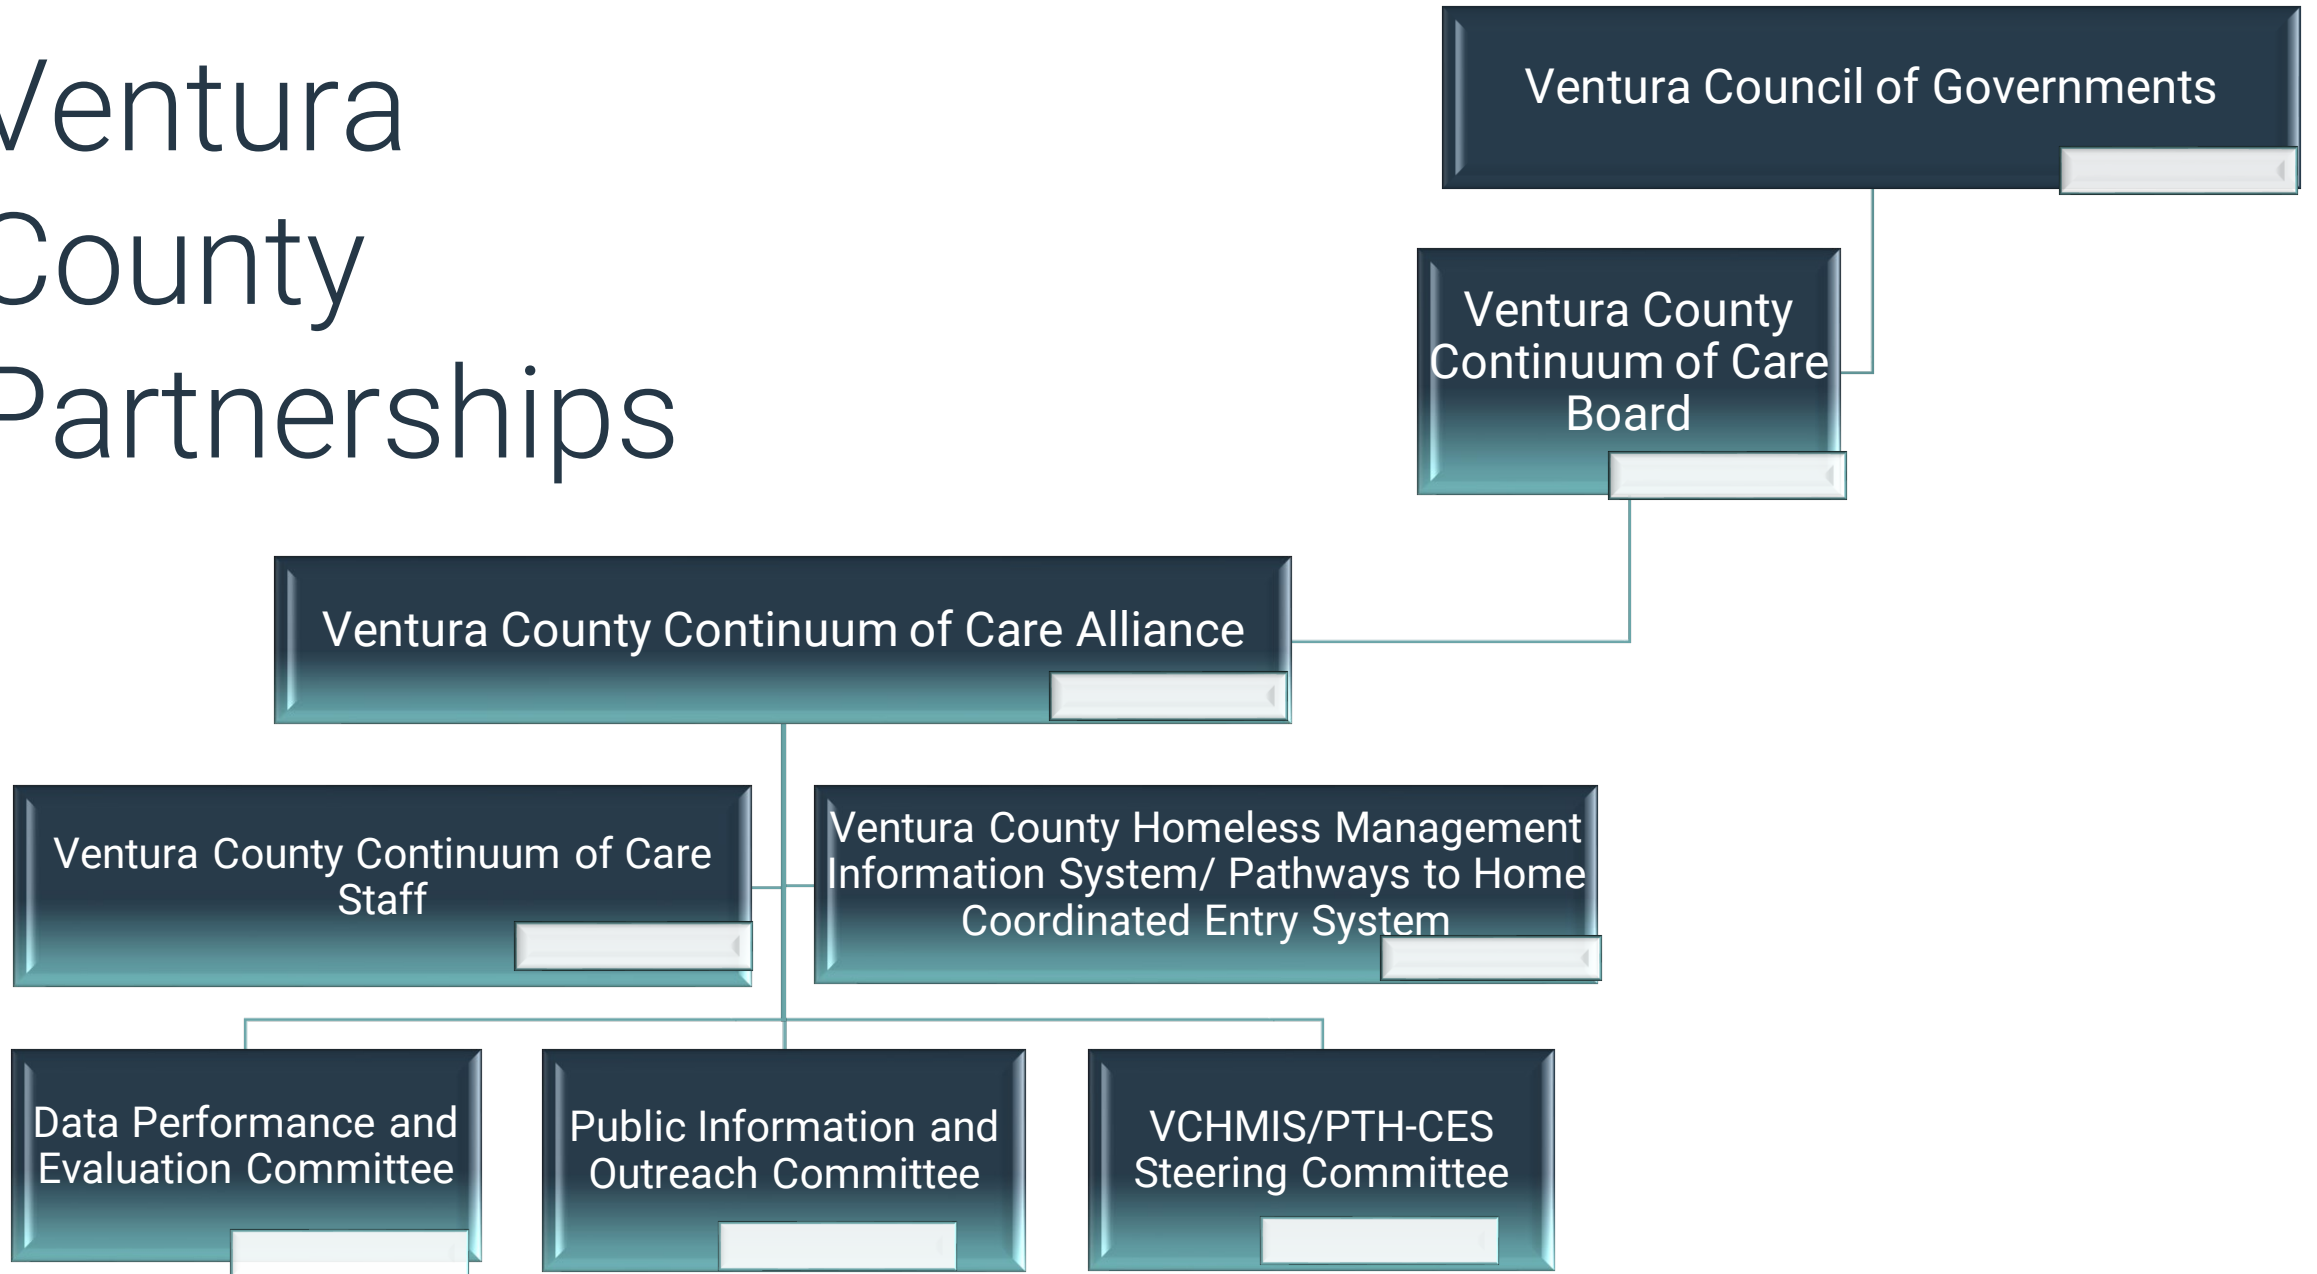 Ventura
County
Partnerships
Ventura Council of Governments
Ventura County
Continuum of Care
Board
Ventura County Continuum of Care Alliance
Ventura County Continuum of Care
Staff
Ventura County Homeless Management
Information System/ Pathways to Home
Coordinated Entry System
Data Performance and
Evaluation Committee
Public Information and
Outreach Committee
VCHMIS/PTH-CES
Steering Committee